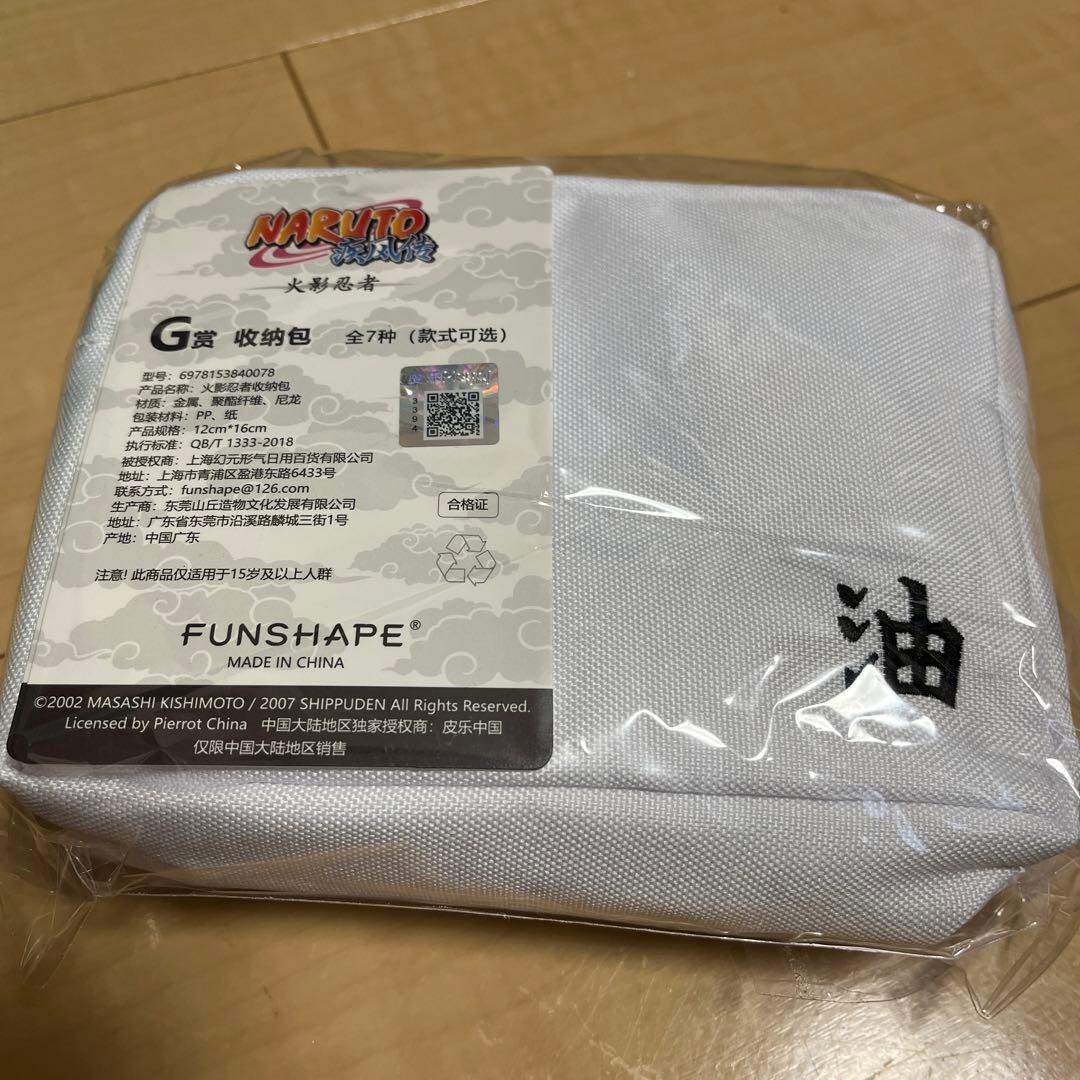 NARUTO
疾风传
火影忍者
G赏 收纳包 全7种（款式可选）
型号：6978153840078
产品名称：火影忍者收纳包
材质：金属、聚酯纤维、尼龙
包装材料：PP、纸
产品规格：12cm*16cm
执行标准：QB/T 1333-2018
被授权商：上海幻元形气日用百货有限公司
地址：上海市青浦区盈港东路6433号
联系方式：funshape@126.com
生产商：东莞山丘造物文化发展有限公司
地址：广东省东莞市沿溪路麟城三街1号
产地：中国广东
3394
合格证
注意! 此商品仅适用于15岁及以上人群
FUNSHAPE®
MADE IN CHINA
©2002 MASASHI KISHIMOTO / 2007 SHIPPUDEN All Rights Reserved.
Licensed by Pierrot China 中国大陆地区独家授权商：皮乐中国
仅限中国大陆地区销售
油